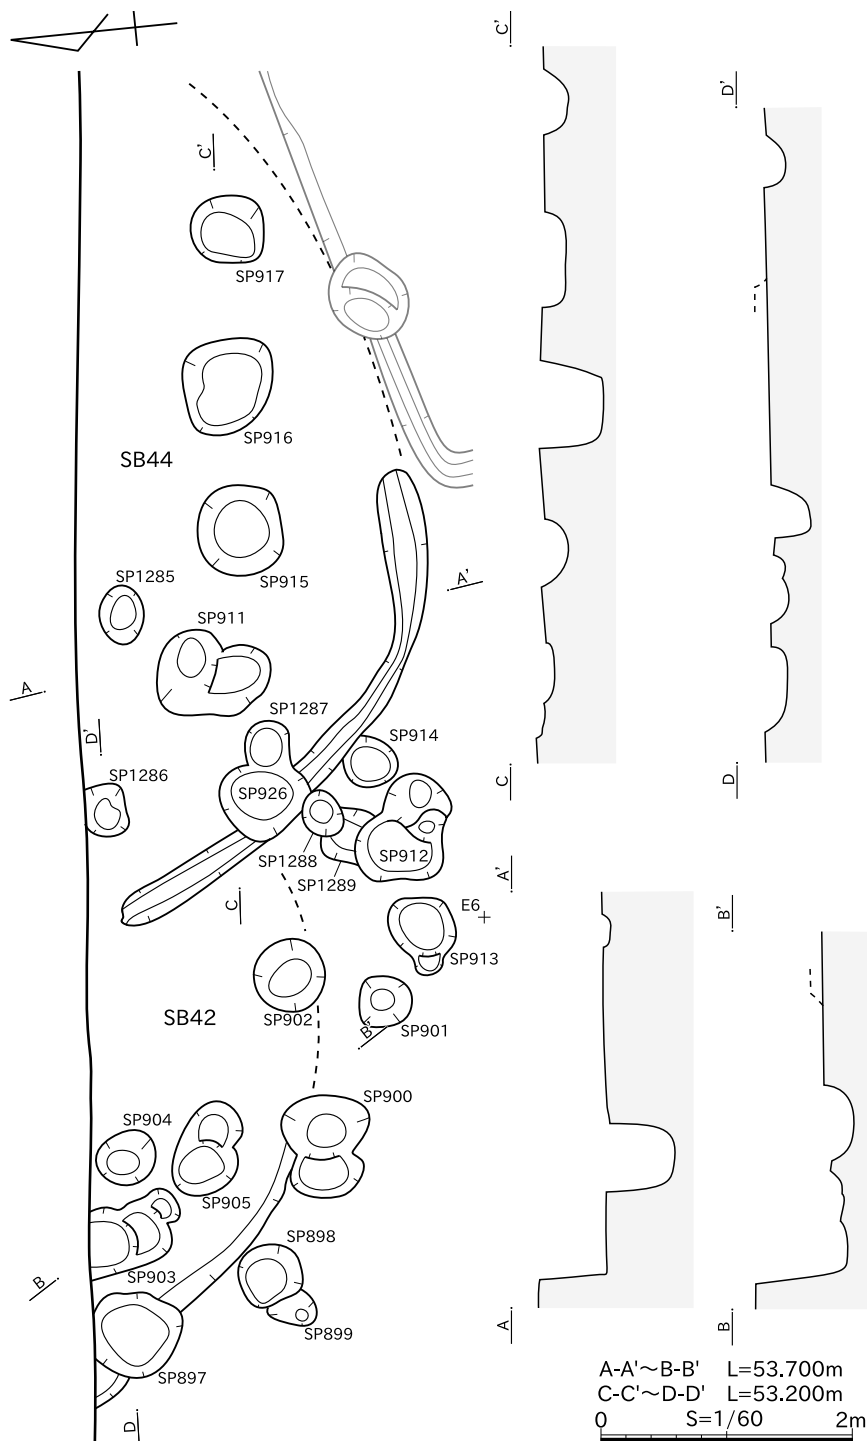 C'
D'
C'
SP917
SP916
SB44
SP915
SP1285
A'
SP911
A
SP1287
D'
SP914
SP1286
SP926
C
D
SP912
SP1288
SP1289
A'
C
E6
B'
SP913
SP902
SB42
SP901
B'
SP900
SP904
SP905
SP898
B
SP903
A
B
SP899
SP897
D
A-A'~B-B' L=53.700m
C-C'~D-D' L=53.200m
S=1/60
0 2m